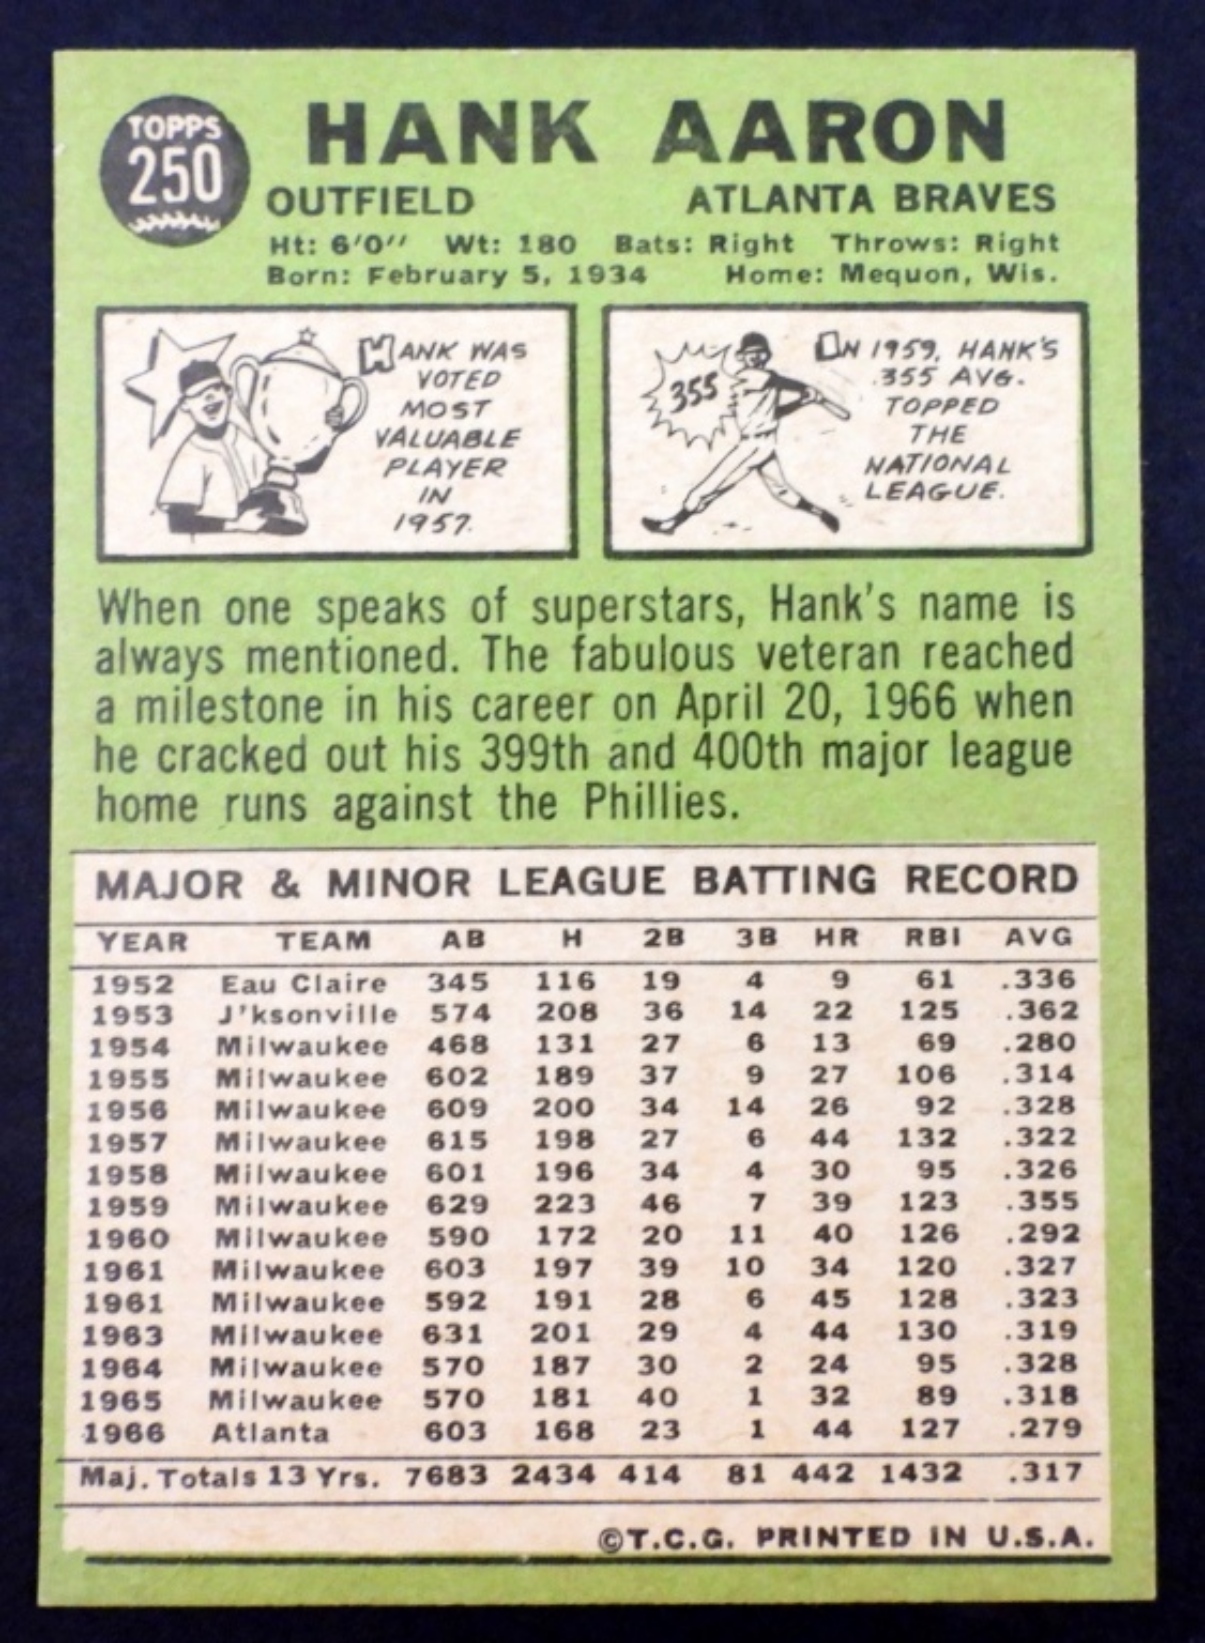 TOPPS
250
HANK AARON
OUTFIELD ATLANTA BRAVES
Ht: 6'0" Wt: 180 Bats: Right Throws: Right
Born: February 5, 1934 Home: Mequon, Wis.
HANK WAS
VOTED
MOST
VALUABLE
PLAYER
IN
1957.
355
IN 1959, HANK'S
.355 AVG.
TOPPED
THE
NATIONAL
LEAGUE.
When one speaks of superstars, Hank's name is
always mentioned. The fabulous veteran reached
a milestone in his career on April 20, 1966 when
he cracked out his 399th and 400th major league
home runs against the Phillies.
MAJOR & MINOR LEAGUE BATTING RECORD
YEAR TEAM AB H 2B 3B HR RBI AVG
1952 Eau Claire 345 116 19 4 9 61 .336
1953 J'ksonville 574 208 36 14 22 125 .362
1954 Milwaukee 468 131 27 6 13 69 .280
1955 Milwaukee 602 189 37 9 27 106 .314
1956 Milwaukee 609 200 34 14 26 92 .328
1957 Milwaukee 615 198 27 6 44 132 .322
1958 Milwaukee 601 196 34 4 30 95 .326
1959 Milwaukee 629 223 46 7 39 123 .355
1960 Milwaukee 590 172 20 11 40 126 .292
1961 Milwaukee 603 197 39 10 34 120 .327
1961 Milwaukee 592 191 28 6 45 128 .323
1963 Milwaukee 631 201 29 4 44 130 .319
1964 Milwaukee 570 187 30 2 24 95 .328
1965 Milwaukee 570 181 40 1 32 89 .318
1966 Atlanta 603 168 23 1 44 127 .279
Maj. Totals 13 Yrs. 7683 2434 414 81 442 1432 .317
©T.C.G. PRINTED IN U.S.A.